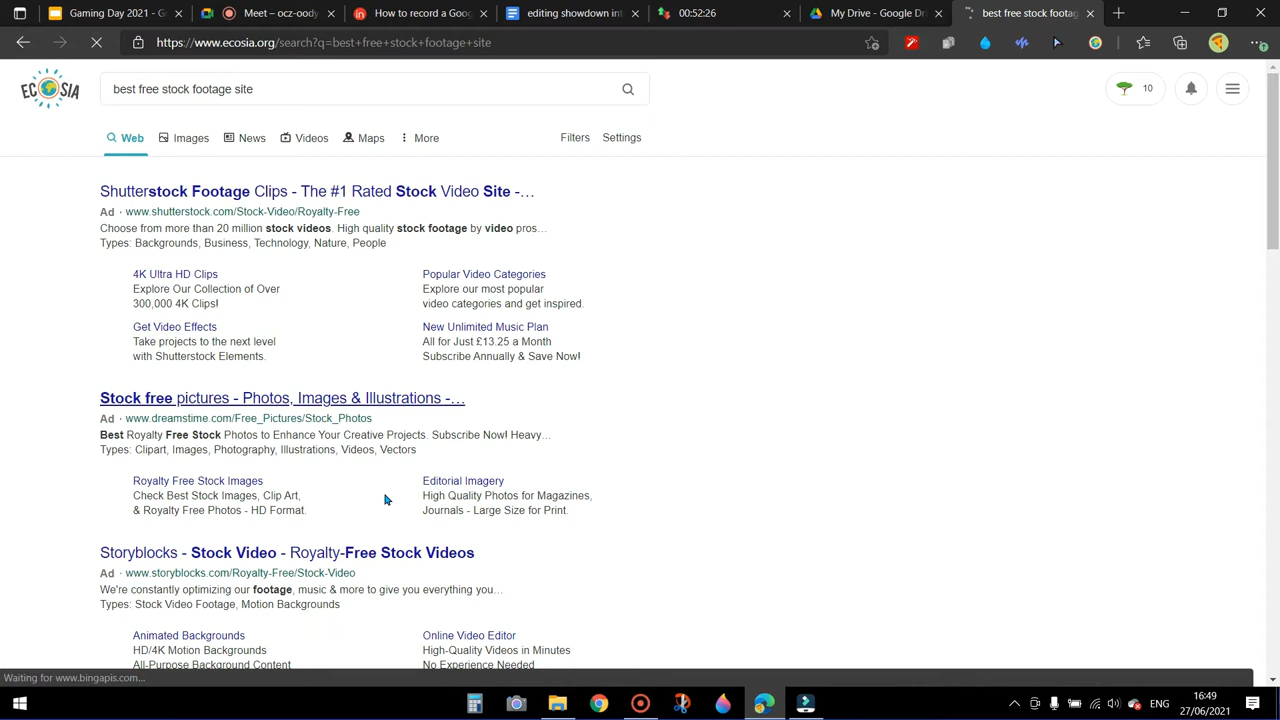 Gaming Day 2021 - G
Meet – ocz-oody
How to record a Goog
editing showdown int
00:52:26
My Drive - Google Dri
best free stock footage
https://www.ecosia.org/search?q=best+free+stock+footage+site
ECOSIA
best free stock footage site
10
Web
Images
News
Videos
Maps
More
Filters
Settings
Shutterstock Footage Clips - The #1 Rated Stock Video Site -...
Ad · www.shutterstock.com/Stock-Video/Royalty-Free
Choose from more than 20 million stock videos. High quality stock footage by video pros...
Types: Backgrounds, Business, Technology, Nature, People
4K Ultra HD Clips
Explore Our Collection of Over
300,000 4K Clips!
Popular Video Categories
Explore our most popular
video categories and get inspired.
Get Video Effects
Take projects to the next level
with Shutterstock Elements.
New Unlimited Music Plan
All for Just £13.25 a Month
Subscribe Annually & Save Now!
Stock free pictures - Photos, Images & Illustrations -...
Ad · www.dreamstime.com/Free_Pictures/Stock_Photos
Best Royalty Free Stock Photos to Enhance Your Creative Projects. Subscribe Now! Heavy...
Types: Clipart, Images, Photography, Illustrations, Videos, Vectors
Royalty Free Stock Images
Check Best Stock Images, Clip Art,
& Royalty Free Photos - HD Format.
Editorial Imagery
High Quality Photos for Magazines,
Journals - Large Size for Print.
Storyblocks - Stock Video - Royalty-Free Stock Videos
Ad · www.storyblocks.com/Royalty-Free/Stock-Video
We're constantly optimizing our footage, music & more to give you everything you...
Types: Stock Video Footage, Motion Backgrounds
Animated Backgrounds
HD/4K Motion Backgrounds
All-Purpose Background Content
Online Video Editor
High-Quality Videos in Minutes
No Experience Needed
Waiting for www.bingapis.com...
ENG
16:49
27/06/2021